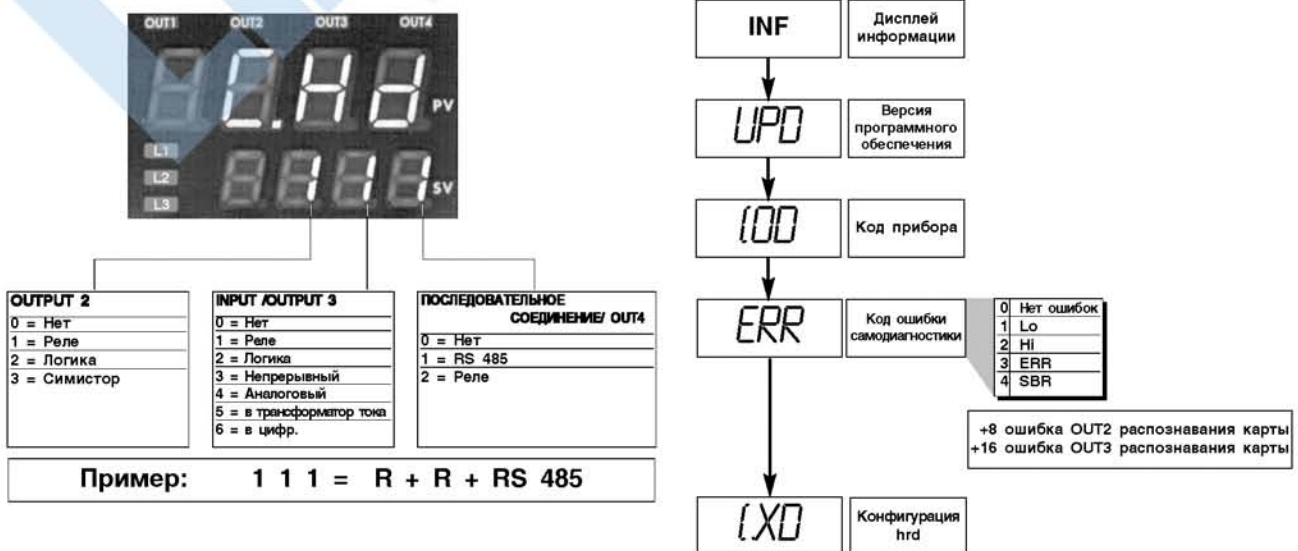 OUT1 OUT2 OUT3 OUT4
C.Hd
PV
L1
L2
L3
111
SV
OUTPUT 2
0 = Нет
1 = Реле
2 = Логика
3 = Симистор
INPUT /OUTPUT 3
0 = Нет
1 = Реле
2 = Логика
3 = Непрерывный
4 = Аналоговый
5 = в трансформатор тока
6 = в цифр.
ПОСЛЕДОВАТЕЛЬНОЕ
СОЕДИНЕНИЕ/ OUT4
0 = Нет
1 = RS 485
2 = Реле
Пример: 1 1 1 = R + R + RS 485
INF
Дисплей
информации
UPD
Версия
программного
обеспечения
C.OD
Код прибора
ERR
Код ошибки
самодиагностики
0 Нет ошибок
1 Lo
2 Hi
3 ERR
4 SBR
+8 ошибка OUT2 распознавания карты
+16 ошибка OUT3 распознавания карты
C.XD
Конфигурация
hrd